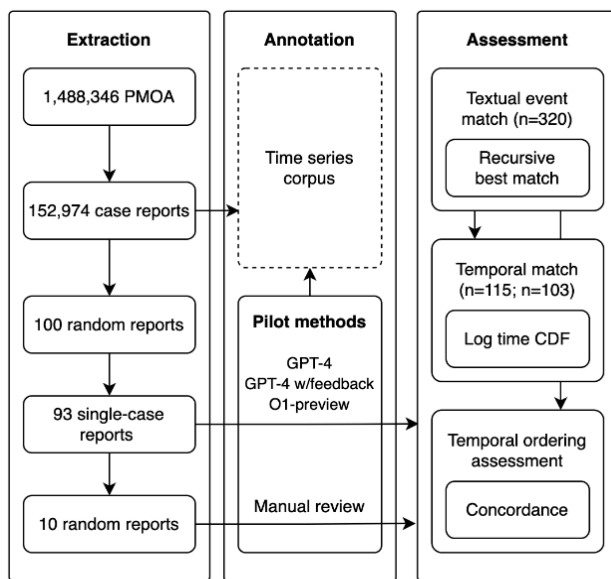 Extraction
1,488,346 PMOA
152,974 case reports
100 random reports
93 single-case
reports
10 random reports
Annotation
Time series
corpus
Pilot methods
GPT-4
GPT-4 w/feedback
O1-preview
Manual review
Assessment
Textual event
match (n=320)
Recursive
best match
Temporal match
(n=115; n=103)
Log time CDF
Temporal ordering
assessment
Concordance